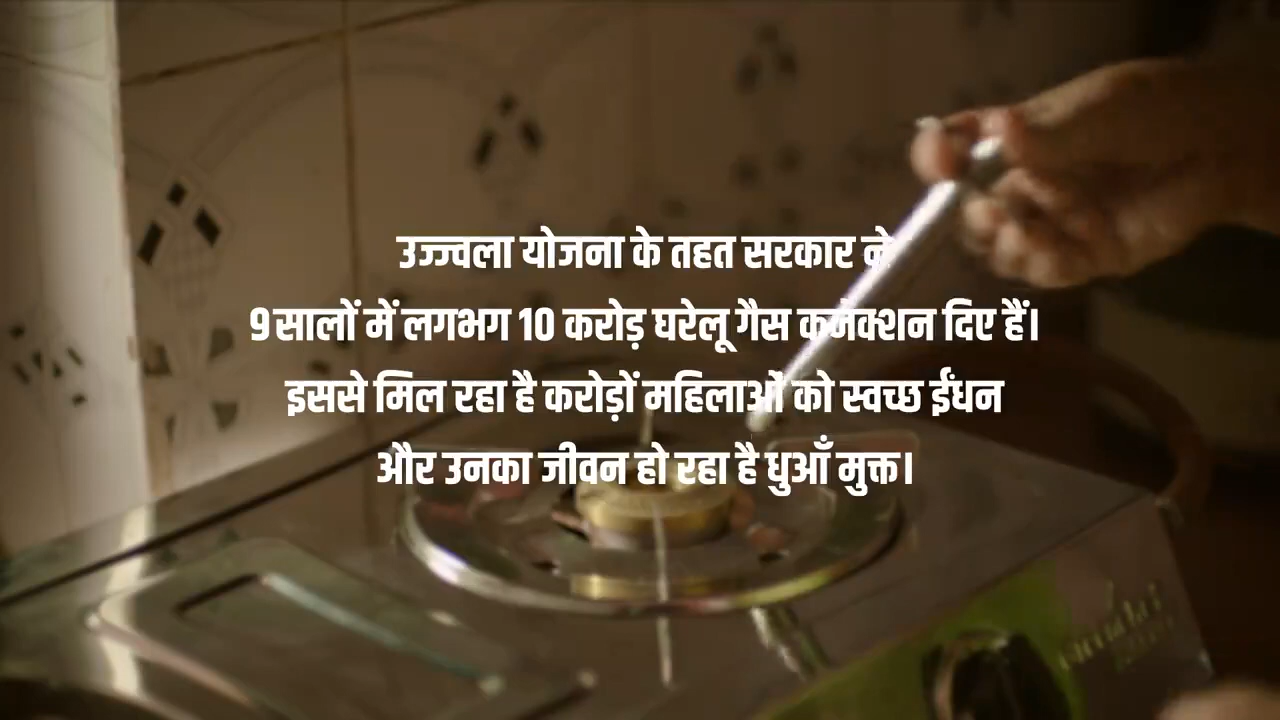 उज्ज्वला योजना के तहत सरकार ने
9 सालों में लगभग 10 करोड़ घरेलू गैस कनेक्शन दिए हैं।
इससे मिल रहा है करोड़ों महिलाओं को स्वच्छ ईंधन
और उनका जीवन हो रहा है धुआँ मुक्त।